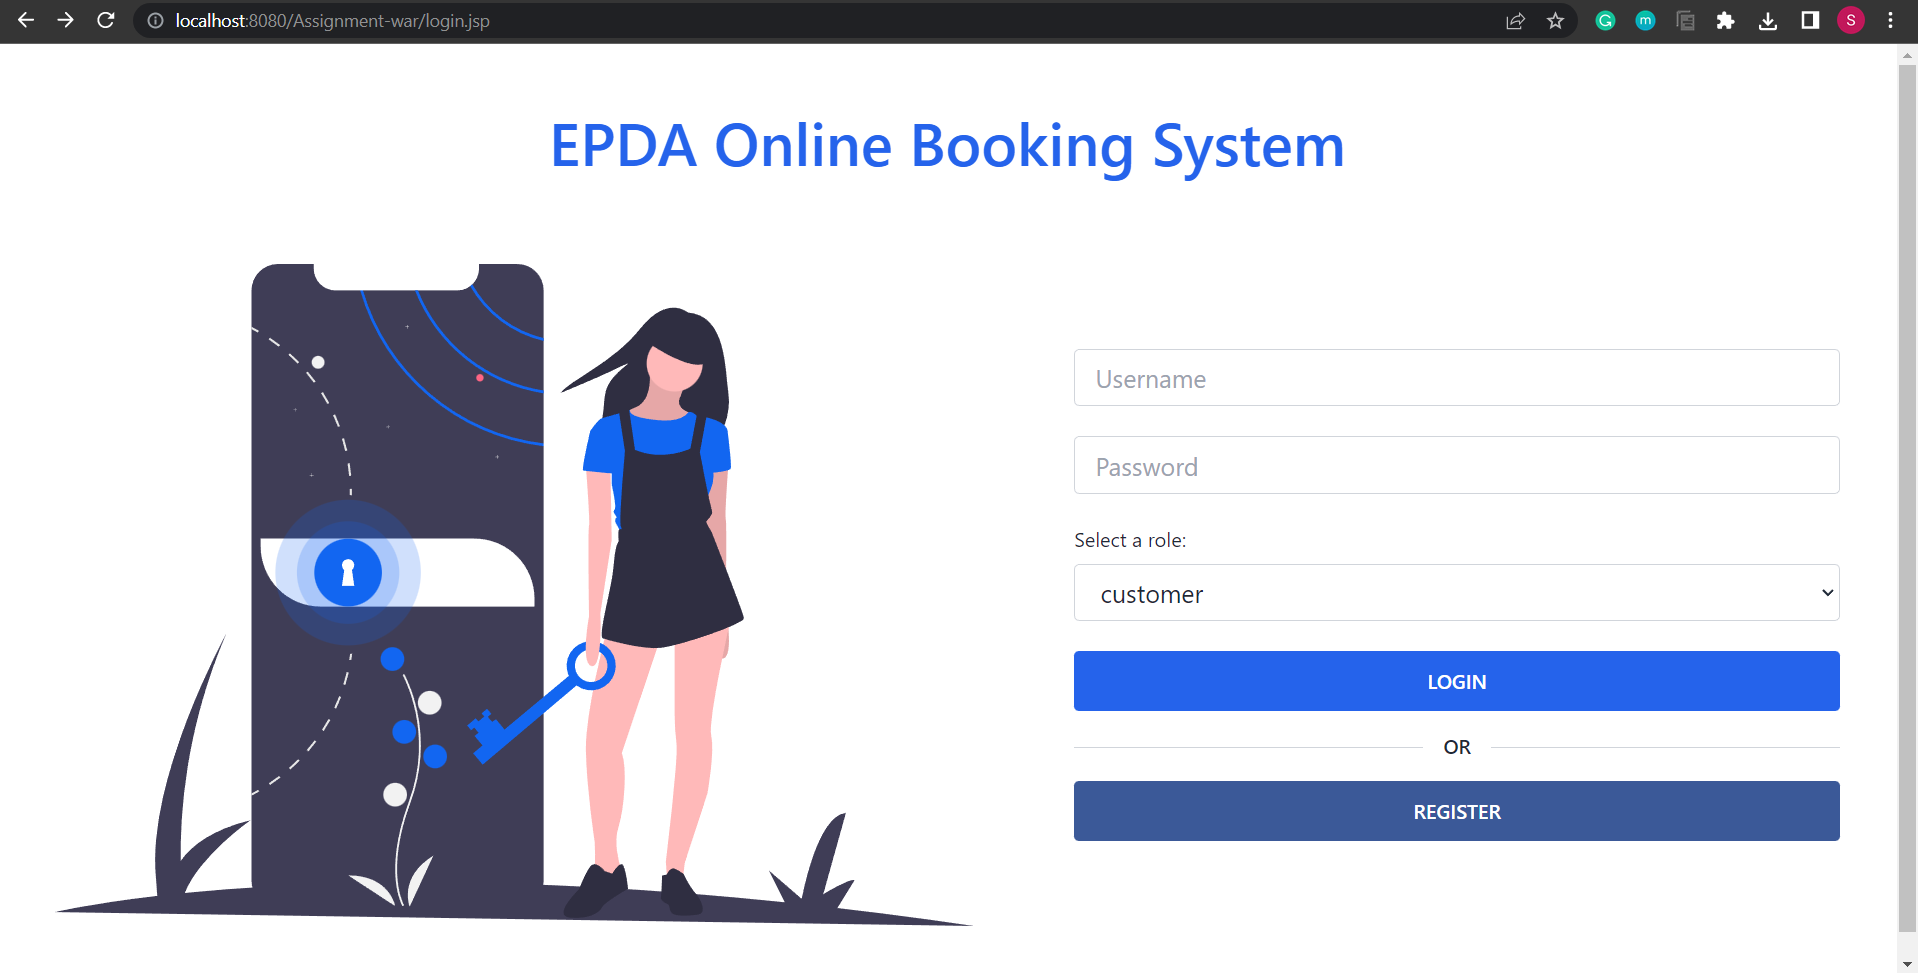 localhost:8080/Assignment-war/login.jsp
m
S
EPDA Online Booking System
Username
Password
Select a role:
customer
LOGIN
OR
REGISTER